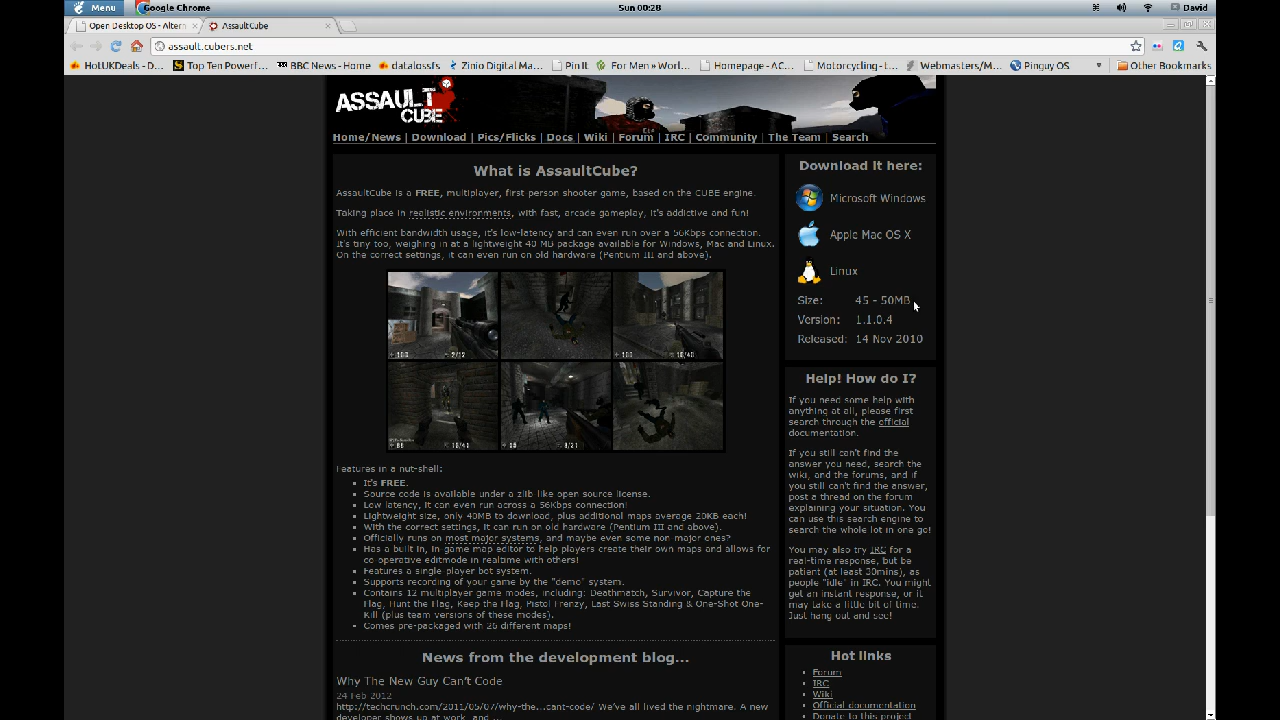 Menu Google Chrome Sun 00:28 David
Open Desktop OS - Altern AssaultCube
assault.cubers.net
HotUKDeals - D... Top Ten Powerf... BBC News - Home datalossfs Zinio Digital Ma... Pin It For Men » Worl... Homepage - AC... Motorcycling - t... Webmasters/M... Pinguy OS Other Bookmarks
ASSAULT
CUBE
Home/News | Download | Pics/Flicks | Docs | Wiki | Forum | IRC | Community | The Team | Search
What is AssaultCube?
AssaultCube is a FREE, multiplayer, first person shooter game, based on the CUBE engine.
Taking place in realistic environments, with fast, arcade gameplay, it's addictive and fun!
With efficient bandwidth usage, it's low-latency and can even run over a 56Kbps connection.
It's tiny too, weighing in at a lightweight 40 MB package available for Windows, Mac and Linux.
On the correct settings, it can even run on old hardware (Pentium III and above).
Features in a nut-shell:
It's FREE.
Source code is available under a zlib-like open source license.
Low latency, it can even run across a 56Kbps connection!
Lightweight size, only 40MB to download, plus additional maps average 20KB each!
With the correct settings, it can run on old hardware (Pentium III and above).
Officially runs on most major systems, and maybe even some non major ones?
Has a built in, in game map editor to help players create their own maps and allows for
co-operative editmode in realtime with others!
Features a single-player bot system.
Supports recording of your game by the "demo" system.
Contains 12 multiplayer game modes, including: Deathmatch, Survivor, Capture the
Flag, Hunt the Flag, Keep the Flag, Pistol Frenzy, Last Swiss Standing & One-Shot One-
Kill (plus team versions of these modes).
Comes pre-packaged with 26 different maps!
News from the development blog...
Why The New Guy Can't Code
24 Feb 2012
http://techcrunch.com/2011/05/07/why-the...cant-code/ We've all lived the nightmare. A new
developer shows up at work, and ...
Download it here:
Microsoft Windows
Apple Mac OS X
Linux
Size: 45 - 50MB
Version: 1.1.0.4
Released: 14 Nov 2010
Help! How do I?
If you need some help with
anything at all, please first
search through the official
documentation.
If you still can't find the
answer you need, search the
wiki, and the forums, and if
you still can't find the answer,
post a thread on the forum
explaining your situation. You
can use this search engine to
search the whole lot in one go!
You may also try IRC for a
real-time response, but be
patient (at least 30mins), as
people "idle" in IRC. You might
get an instant response, or it
may take a little bit of time.
Just hang out and see!
Hot links
Forum
IRC
Wiki
Official documentation
Donate to this project